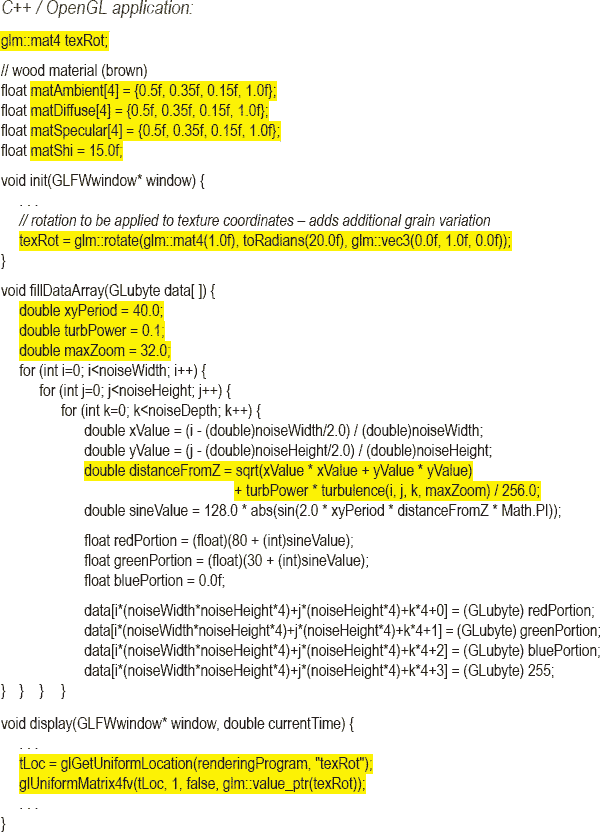 C++ / OpenGL application:
glm::mat4 texRot;
// wood material (brown)
float matAmbient[4] = {0.5f, 0.35f, 0.15f, 1.0f};
float matDiffuse[4] = {0.5f, 0.35f, 0.15f, 1.0f};
float matSpecular[4] = {0.5f, 0.35f, 0.15f, 1.0f};
float matShi = 15.0f;
void init(GLFWwindow* window) {
. . .
// rotation to be applied to texture coordinates – adds additional grain variation
texRot = glm::rotate(glm::mat4(1.0f), toRadians(20.0f), glm::vec3(0.0f, 1.0f, 0.0f));
}
void fillDataArray(GLubyte data[ ]) {
double xyPeriod = 40.0;
double turbPower = 0.1;
double maxZoom = 32.0;
for (int i=0; i<noiseWidth; i++) {
for (int j=0; j<noiseHeight; j++) {
for (int k=0; k<noiseDepth; k++) {
double xValue = (i - (double)noiseWidth/2.0) / (double)noiseWidth;
double yValue = (j - (double)noiseHeight/2.0) / (double)noiseHeight;
double distanceFromZ = sqrt(xValue * xValue + yValue * yValue)
+ turbPower * turbulence(i, j, k, maxZoom) / 256.0;
double sineValue = 128.0 * abs(sin(2.0 * xyPeriod * distanceFromZ * Math.PI));
float redPortion = (float)(80 + (int)sineValue);
float greenPortion = (float)(30 + (int)sineValue);
float bluePortion = 0.0f;
data[i*(noiseWidth*noiseHeight*4)+j*(noiseHeight*4)+k*4+0] = (GLubyte) redPortion;
data[i*(noiseWidth*noiseHeight*4)+j*(noiseHeight*4)+k*4+1] = (GLubyte) greenPortion;
data[i*(noiseWidth*noiseHeight*4)+j*(noiseHeight*4)+k*4+2] = (GLubyte) bluePortion;
data[i*(noiseWidth*noiseHeight*4)+j*(noiseHeight*4)+k*4+3] = (GLubyte) 255;
} } } }
void display(GLFWwindow* window, double currentTime) {
. . .
tLoc = glGetUniformLocation(renderingProgram, "texRot");
glUniformMatrix4fv(tLoc, 1, false, glm::value_ptr(texRot));
. . .
}